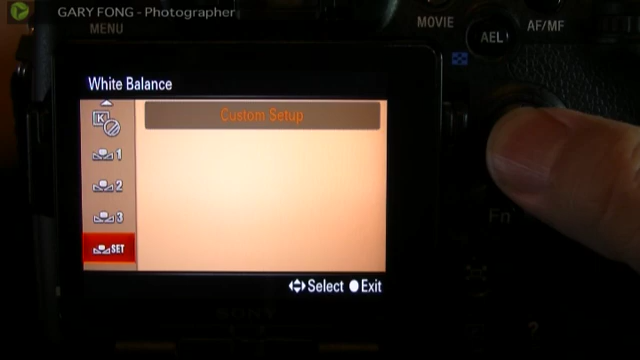 GARY FONG - Photographer
MENU
MOVIE
AF/MF
AEL
White Balance
Custom Setup
K
1
2
3
SET
Fn
Select Exit
SONY
?